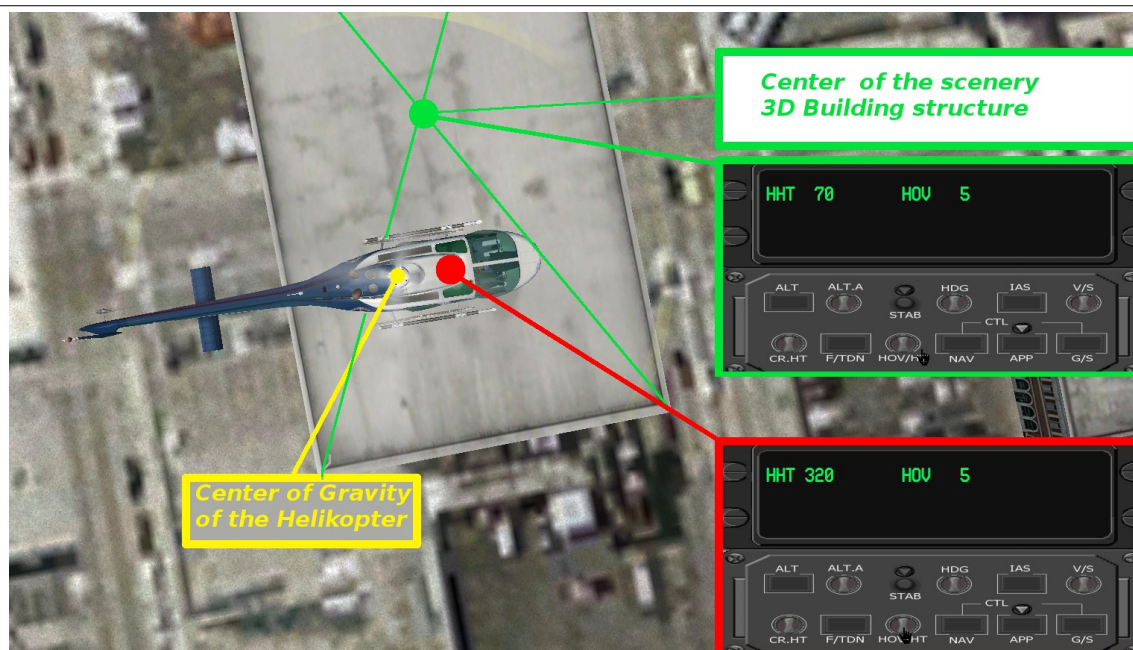 Center  of the scenery
3D Building structure
HHT  70      HOV   5
ALT ALT.A STAB HDG IAS V/S
CTL
CR.HT F/TDN HOV/H NAV APP G/S
Center of Gravity
of the Helikopter
HHT 320      HOV   5
ALT ALT.A STAB HDG IAS V/S
CTL
CR.HT F/TDN HOV HT NAV APP G/S